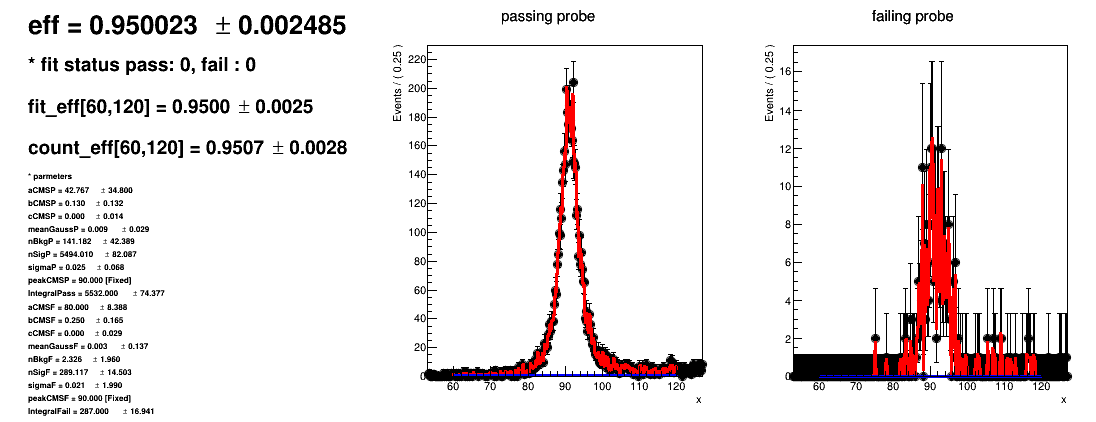 eff = 0.950023 ± 0.002485
* fit status pass: 0, fail : 0
fit_eff[60,120] = 0.9500 ± 0.0025
count_eff[60,120] = 0.9507 ± 0.0028
* parmeters
aCMSP = 42.767 ± 34.800
bCMSP = 0.130 ± 0.132
cCMSP = 0.000 ± 0.014
meanGaussP = 0.009 ± 0.029
nBkgP = 141.182 ± 42.389
nSigP = 5494.010 ± 82.087
sigmaP = 0.025 ± 0.068
peakCMSP = 90.000 [Fixed]
IntegralPass = 5532.000 ± 74.377
aCMSF = 80.000 ± 8.388
bCMSF = 0.250 ± 0.165
cCMSF = 0.000 ± 0.029
meanGaussF = 0.003 ± 0.137
nBkgF = 2.326 ± 1.960
nSigF = 289.117 ± 14.503
sigmaF = 0.021 ± 1.990
peakCMSF = 90.000 [Fixed]
IntegralFail = 287.000 ± 16.941
passing probe
Events / ( 0.25 )
220
200
180
160
140
120
100
80
60
40
20
0
60 70 80 90 100 110 120
x
failing probe
Events / ( 0.25 )
16
14
12
10
8
6
4
2
0
60 70 80 90 100 110 120
x